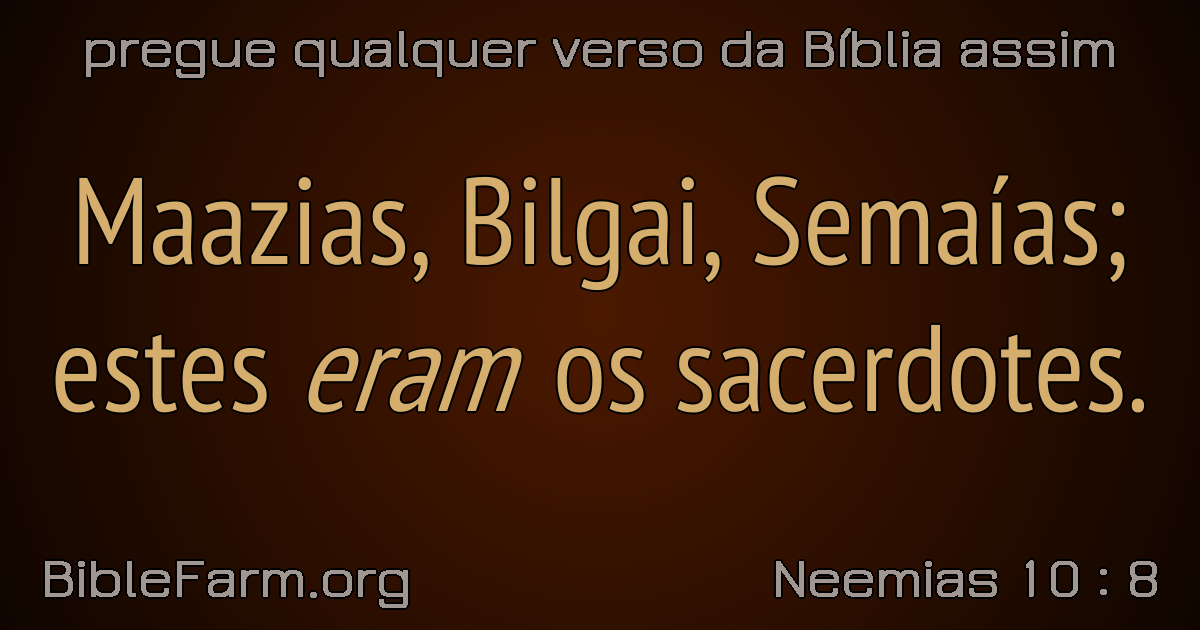 pregue qualquer verso da Bíblia assim
Maazias, Bilgai, Semaías;
estes eram os sacerdotes.
BibleFarm.org
Neemias 10 : 8